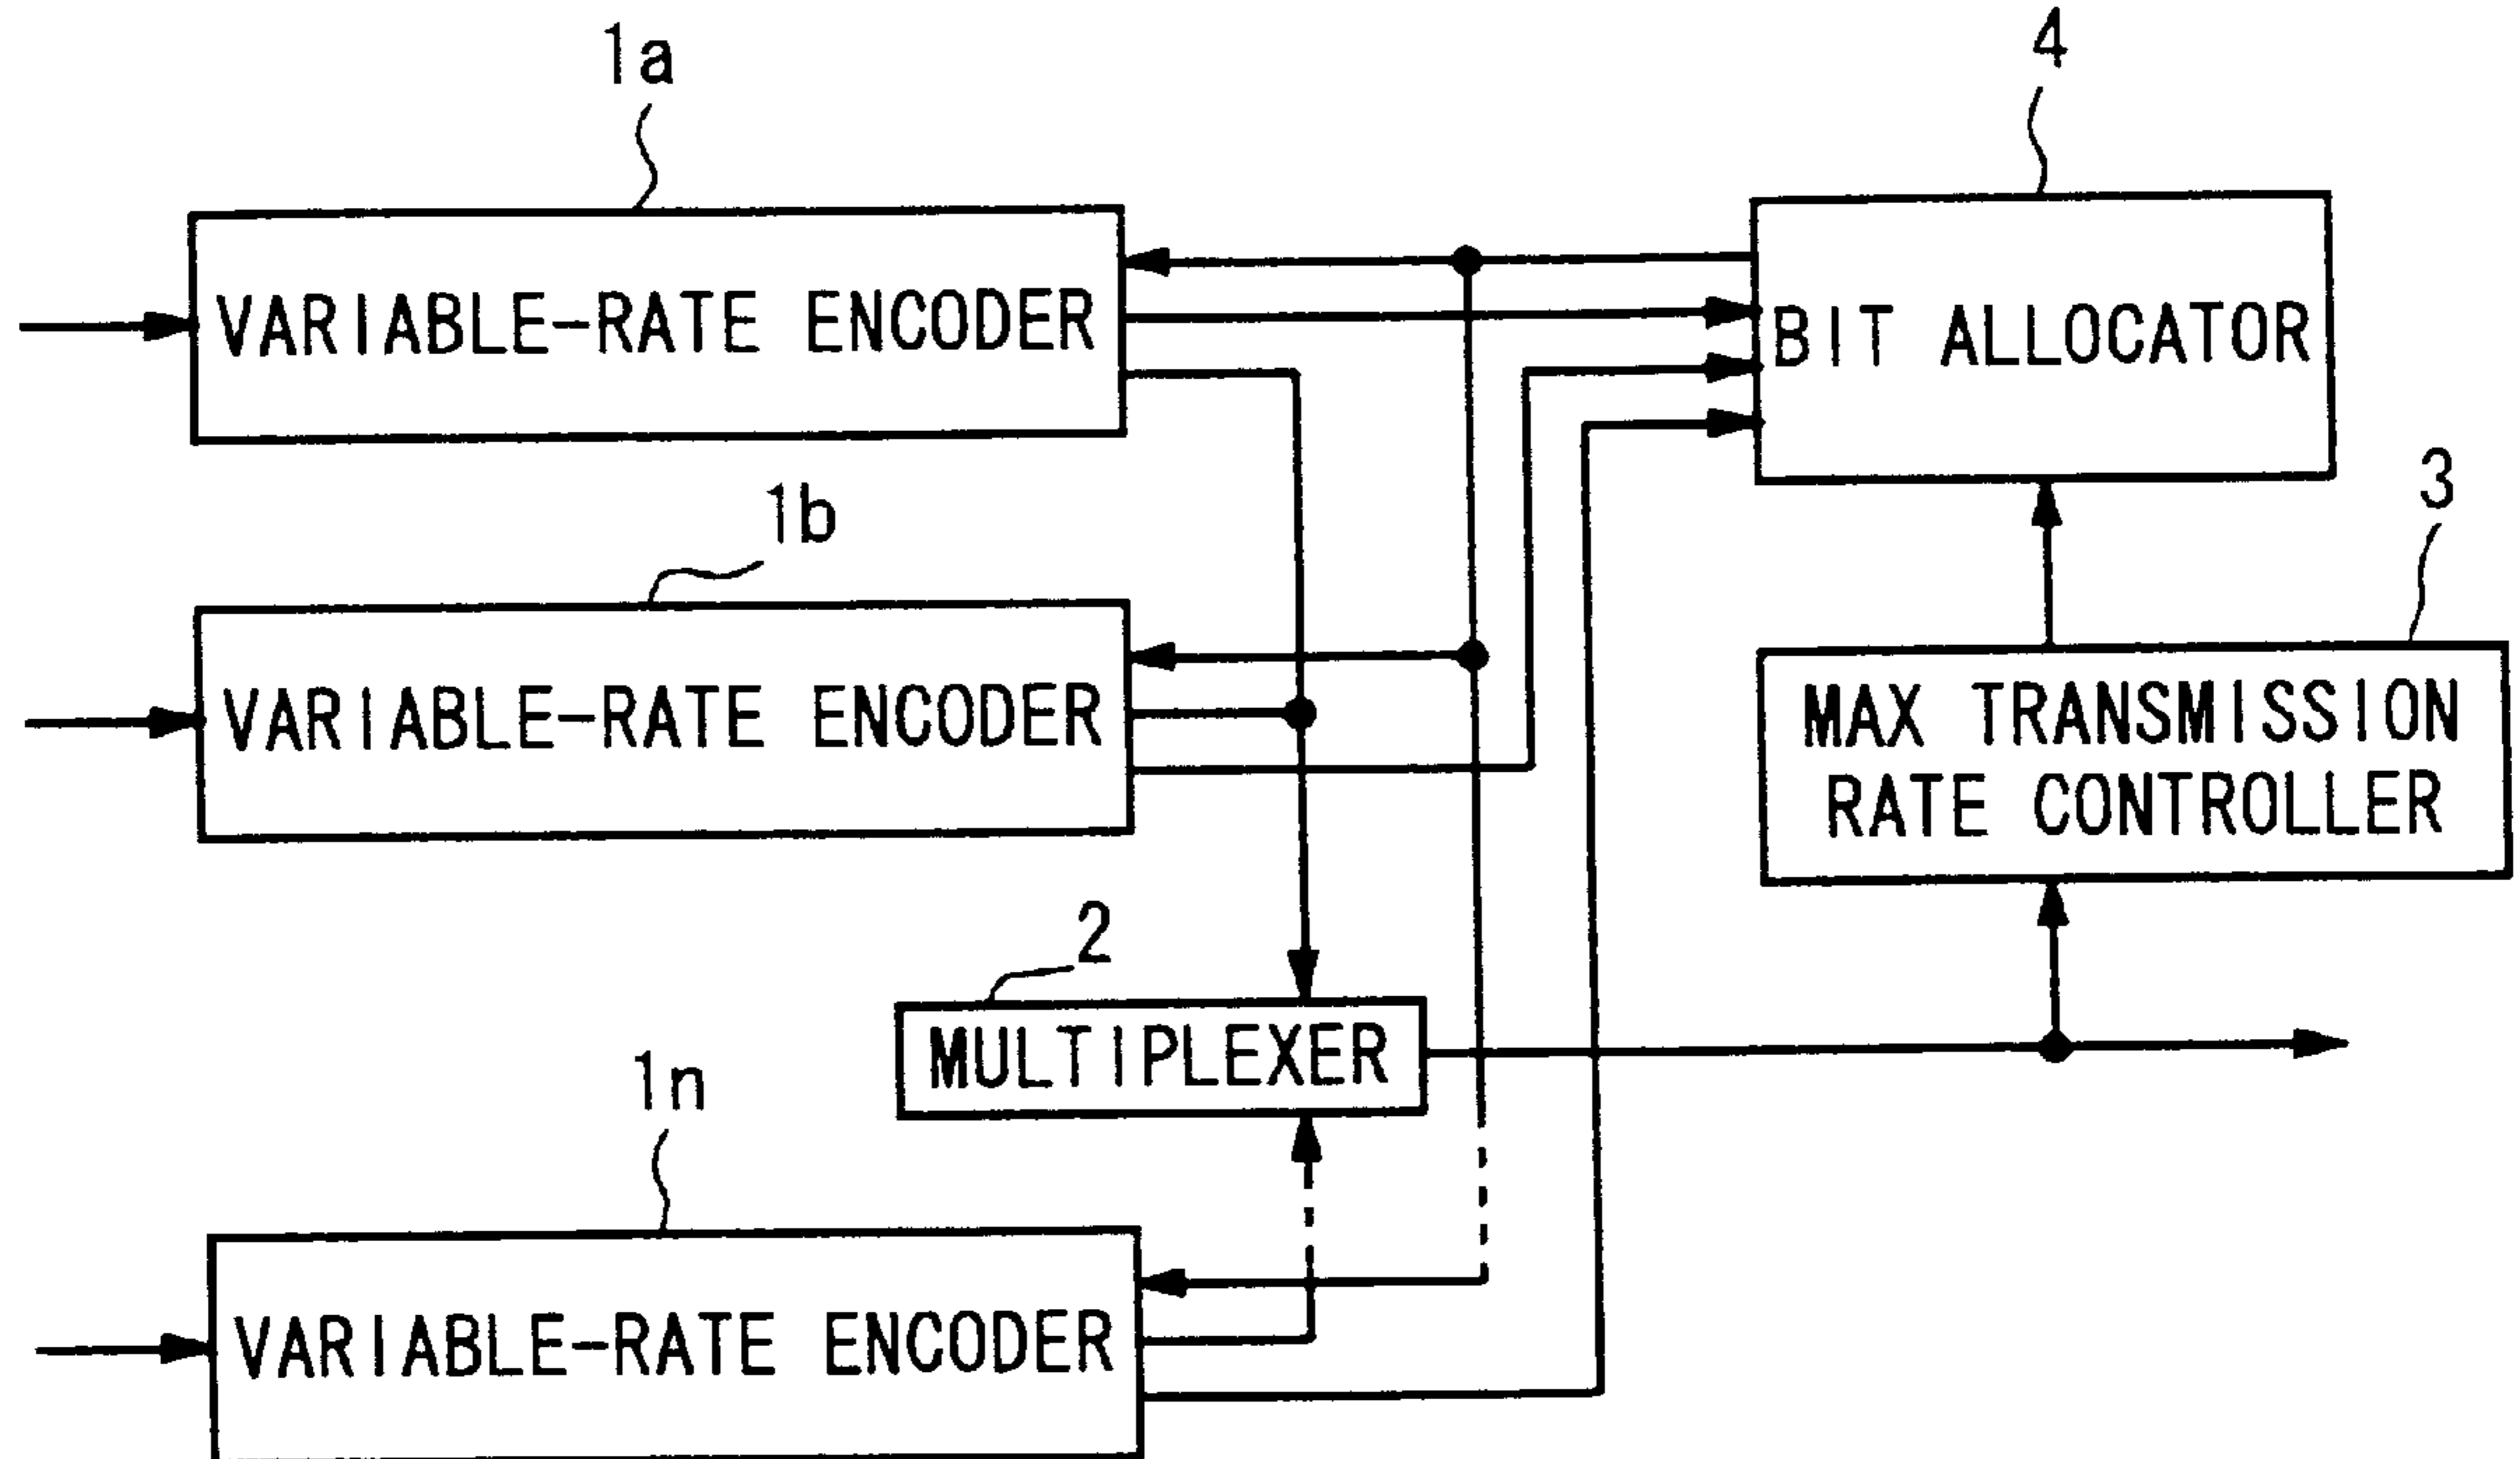 1a
4
VARIABLE-RATE ENCODER
BIT ALLOCATOR
3
1b
VARIABLE-RATE ENCODER
MAX TRANSMISSION
RATE CONTROLLER
2
MULTIPLEXER
1n
VARIABLE-RATE ENCODER